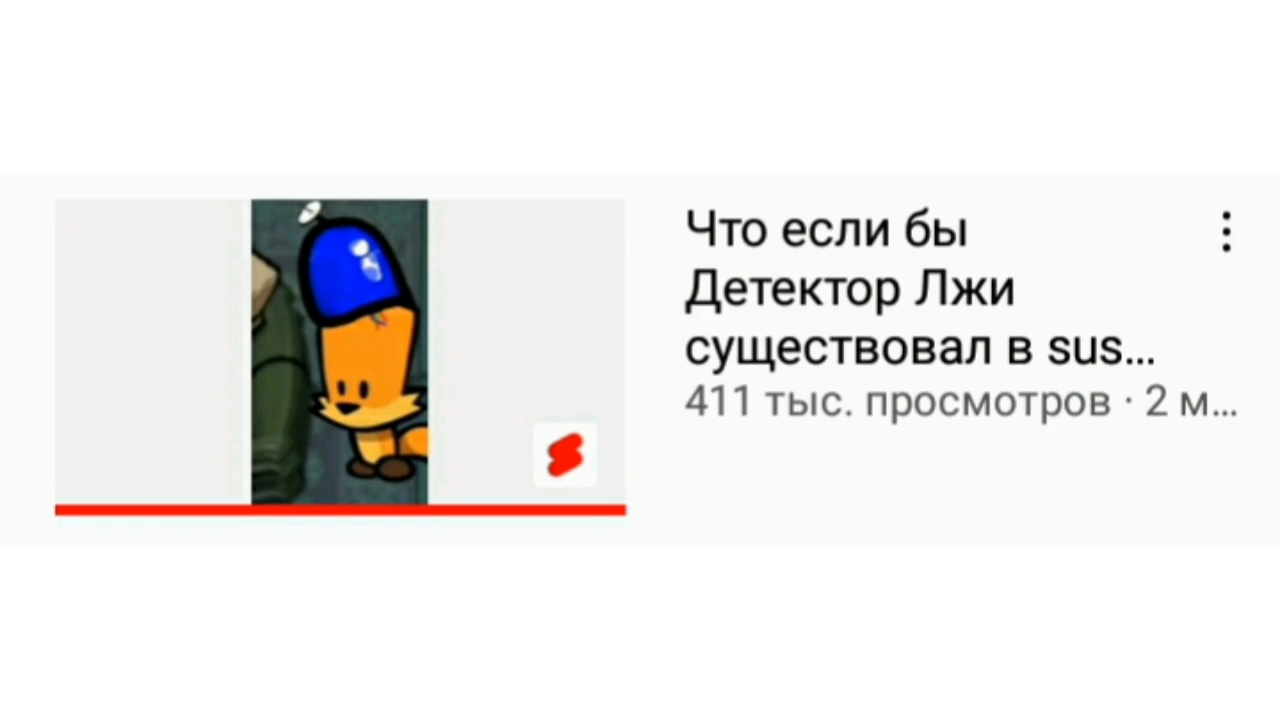 Что если бы
Детектор Лжи
существовал в sus...
411 тыс. просмотров · 2 м...